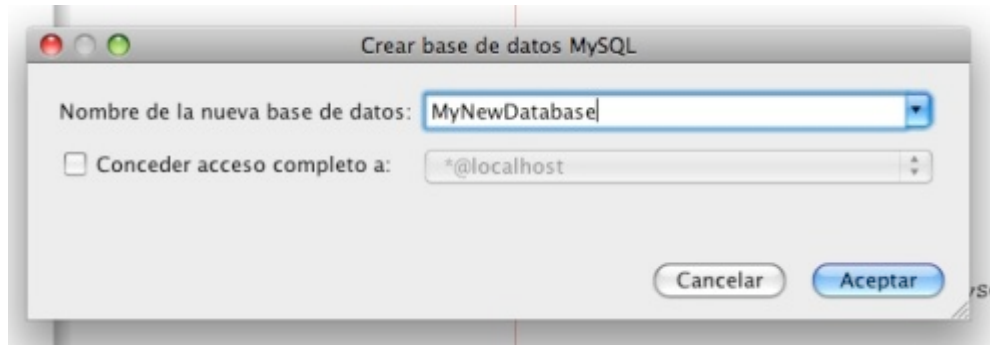 Crear base de datos MySQL
Nombre de la nueva base de datos: MyNewDatabase
Conceder acceso completo a: *@localhost
Cancelar Aceptar